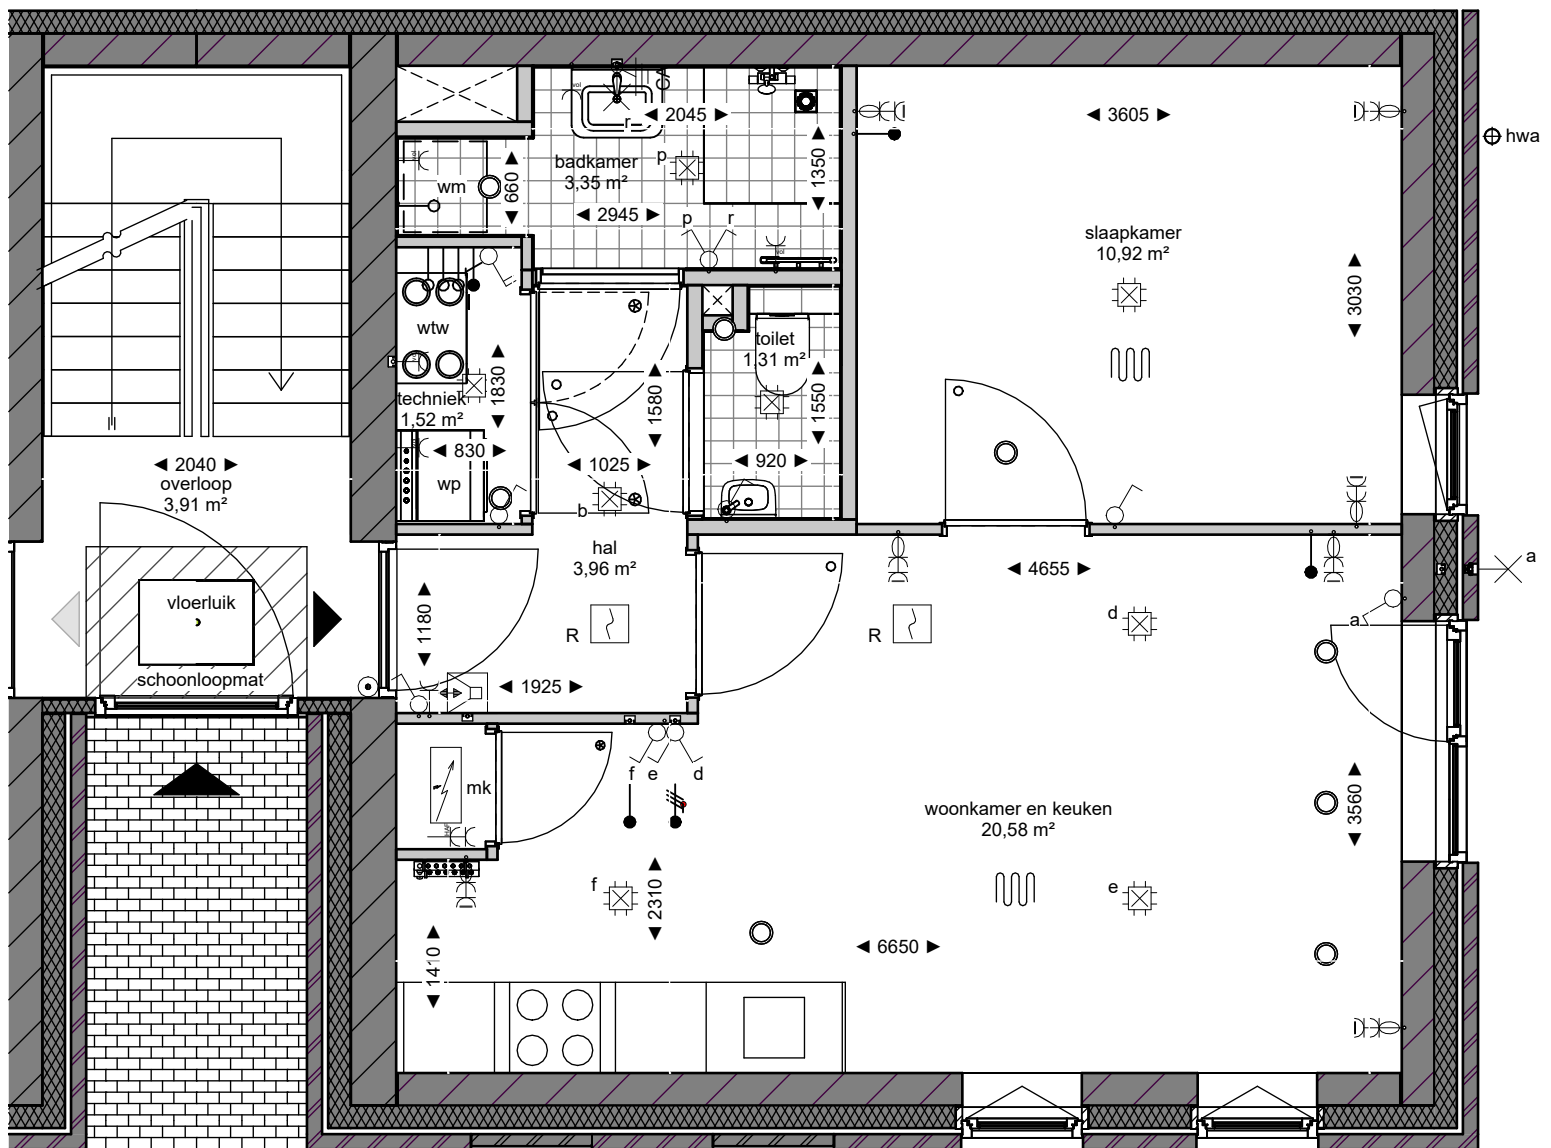 2045
3605
hwa
r
badkamer
3,35 m²
p
1350
wm
660
2945
p
r
slaapkamer
10,92 m²
3030
wtw
toilet
1,31 m²
techniek
1,52 m²
1830
1580
1550
2040
overloop
3,91 m²
830
wp
1025
920
b
hal
3,96 m²
4655
a
vloerluik
1180
R
R
d
a
schoonloopmat
1925
f
e
d
mk
woonkamer en keuken
20,58 m²
3560
f
2310
e
1410
6650